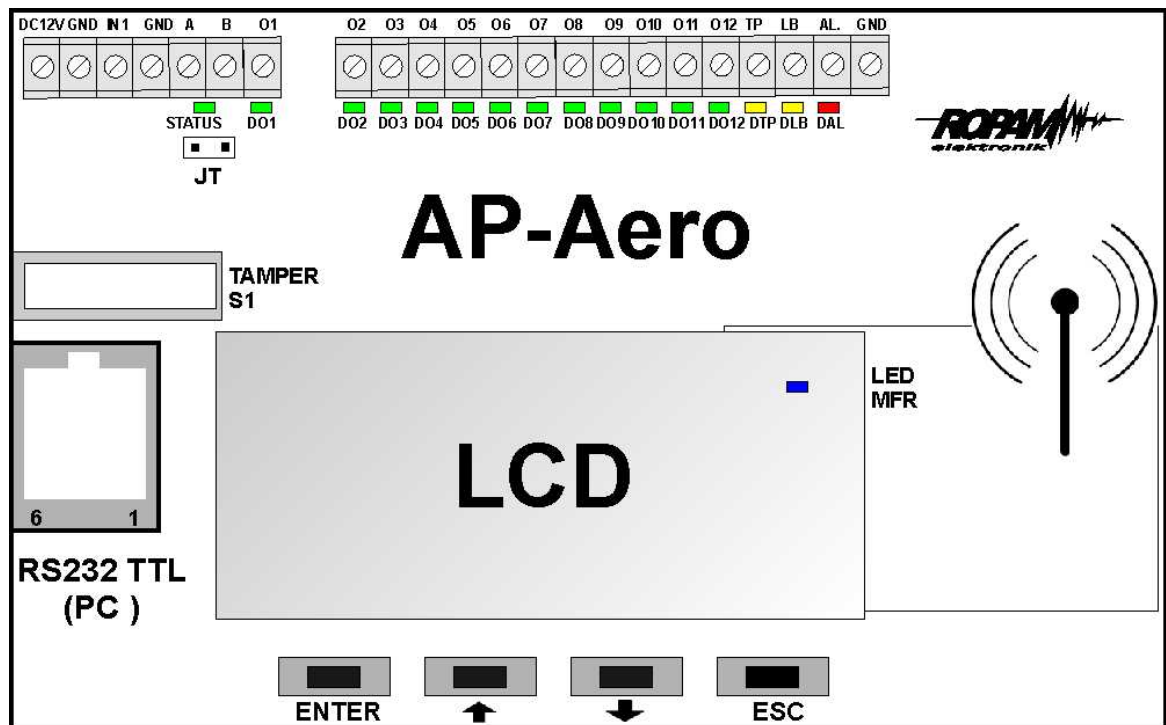 DC12V GND IN1 GND A B O1 O2 O3 O4 O5 O6 O7 O8 O9 O10 O11 O12 TP LB AL. GND
STATUS DO1 DO2 DO3 DO4 DO5 DO6 DO7 DO8 DO9 DO10 DO11 DO12 DTP DLB DAL
ROPAM
elektronik
JT
AP-Aero
TAMPER
S1
LED
MFR
LCD
6 1
RS232 TTL
(PC )
ENTER ESC